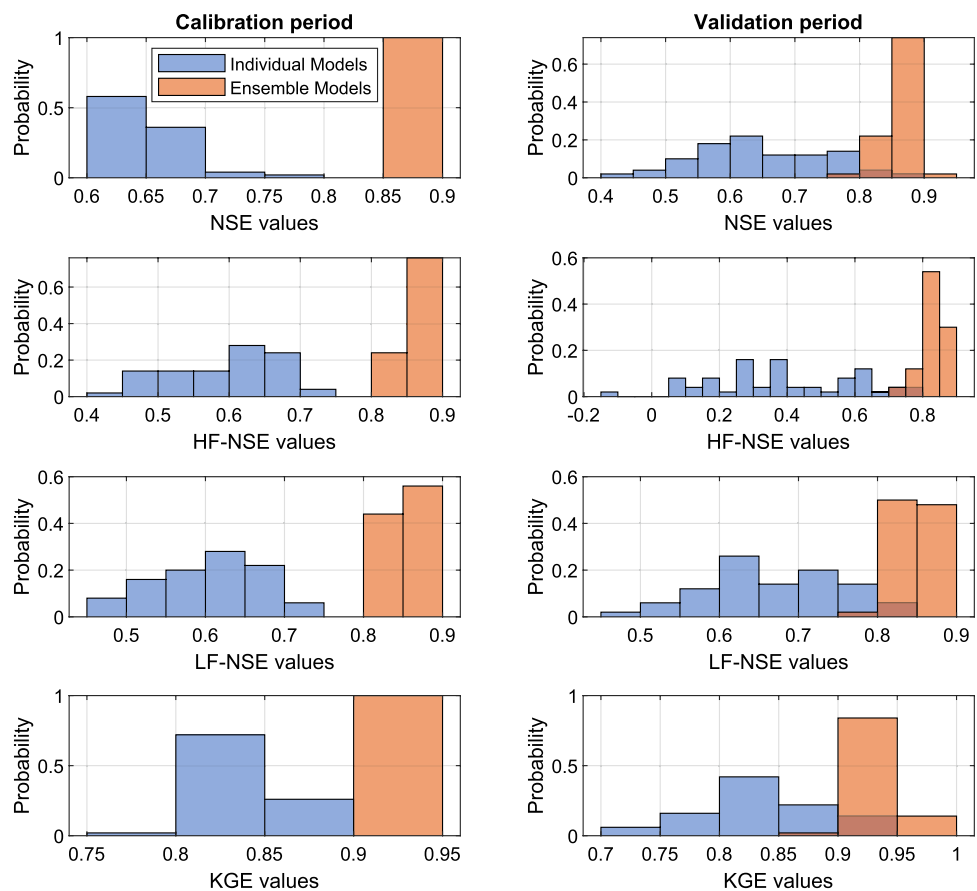 Calibration period
Validation period
Individual Models
Ensemble Models
Probability
1
0.5
0
0.6 0.65 0.7 0.75 0.8 0.85 0.9
NSE values
Probability
0.6
0.4
0.2
0
0.4 0.5 0.6 0.7 0.8 0.9
NSE values
Probability
0.6
0.4
0.2
0
0.4 0.5 0.6 0.7 0.8 0.9
HF-NSE values
Probability
0.6
0.4
0.2
0
-0.2 0 0.2 0.4 0.6 0.8
HF-NSE values
Probability
0.6
0.4
0.2
0
0.5 0.6 0.7 0.8 0.9
LF-NSE values
Probability
0.6
0.4
0.2
0
0.5 0.6 0.7 0.8 0.9
LF-NSE values
Probability
1
0.5
0
0.75 0.8 0.85 0.9 0.95
KGE values
Probability
1
0.5
0
0.7 0.75 0.8 0.85 0.9 0.95 1
KGE values